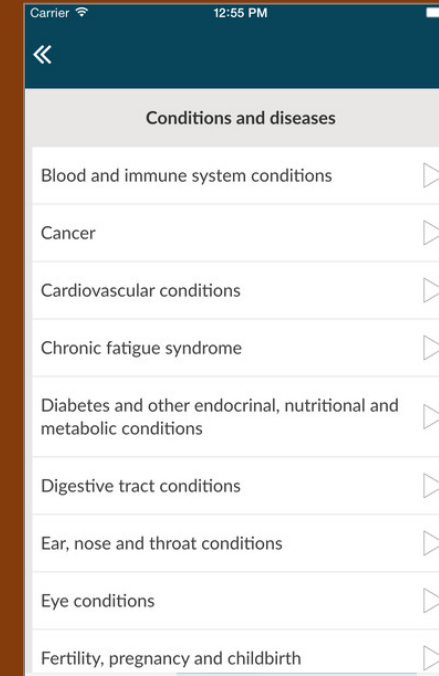 Carrier 12:55 PM
Conditions and diseases
Blood and immune system conditions
Cancer
Cardiovascular conditions
Chronic fatigue syndrome
Diabetes and other endocrinal, nutritional and
metabolic conditions
Digestive tract conditions
Ear, nose and throat conditions
Eye conditions
Fertility, pregnancy and childbirth